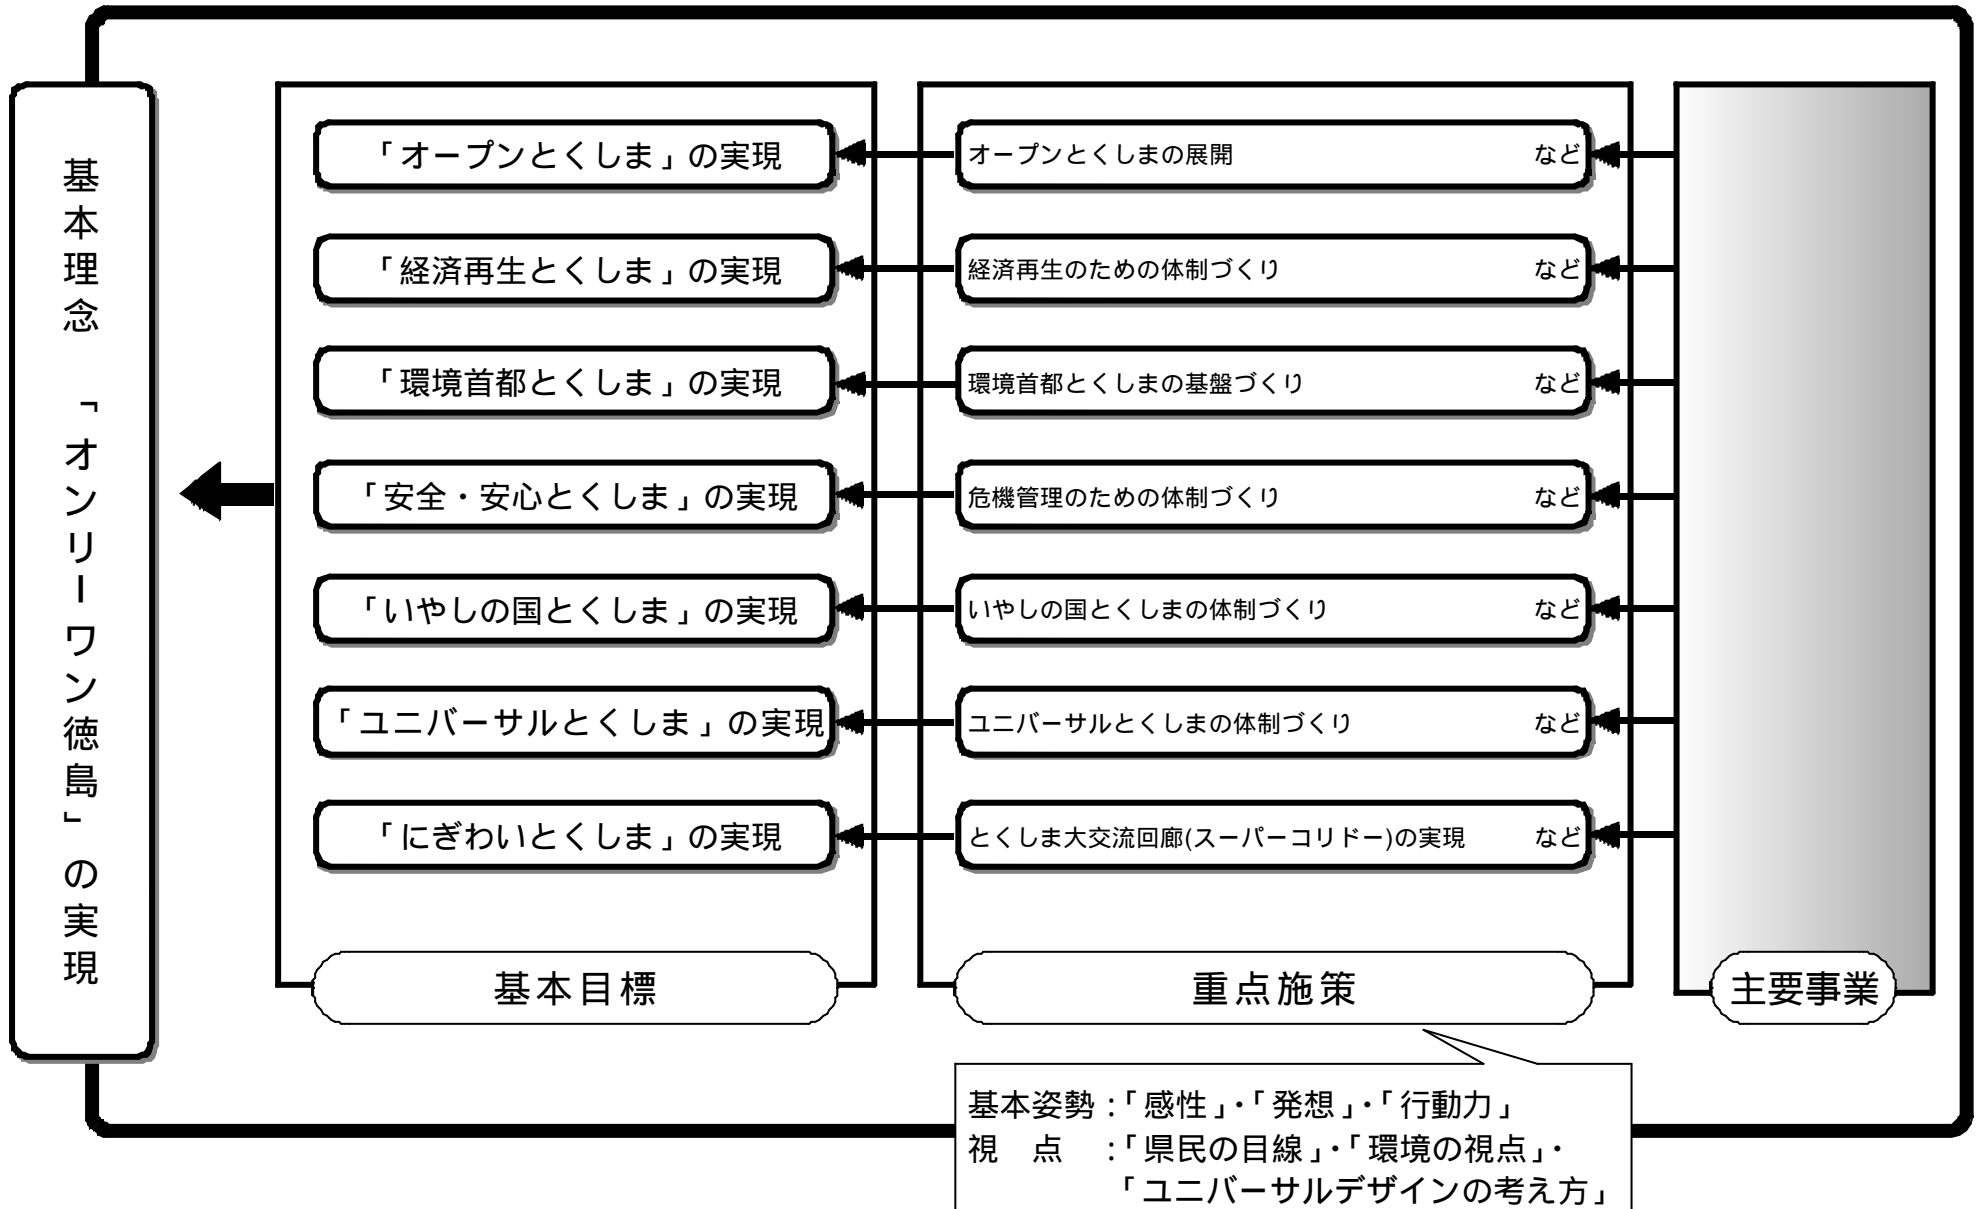 基本理念 「オンリーワン徳島」の実現
「オープンとくしま」の実現
オープンとくしまの展開 など
「経済再生とくしま」の実現
経済再生のための体制づくり など
「環境首都とくしま」の実現
環境首都とくしまの基盤づくり など
「安全・安心とくしま」の実現
危機管理のための体制づくり など
「いやしの国とくしま」の実現
いやしの国とくしまの体制づくり など
「ユニバーサルとくしま」の実現
ユニバーサルとくしまの体制づくり など
「にぎわいとくしま」の実現
とくしま大交流回廊(スーパーコリドー)の実現 など
基本目標
重点施策
主要事業
基本姿勢:「感性」・「発想」・「行動力」
視 点 :「県民の目線」・「環境の視点」・
「ユニバーサルデザインの考え方」